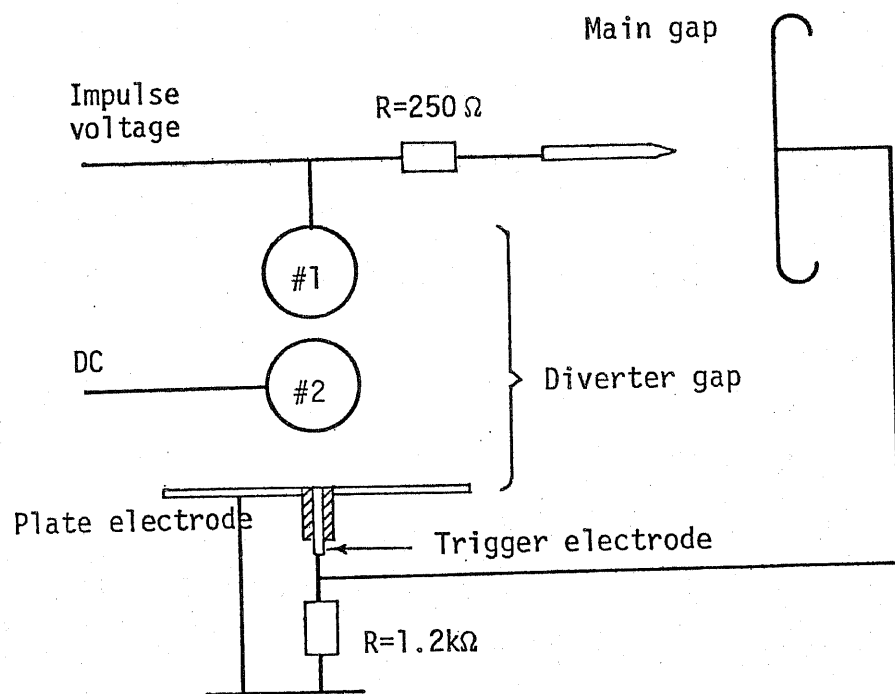 Main gap
Impulse
voltage
R=250 Ω
#1
DC
#2
Diverter gap
Plate electrode
Trigger electrode
R=1.2kΩ